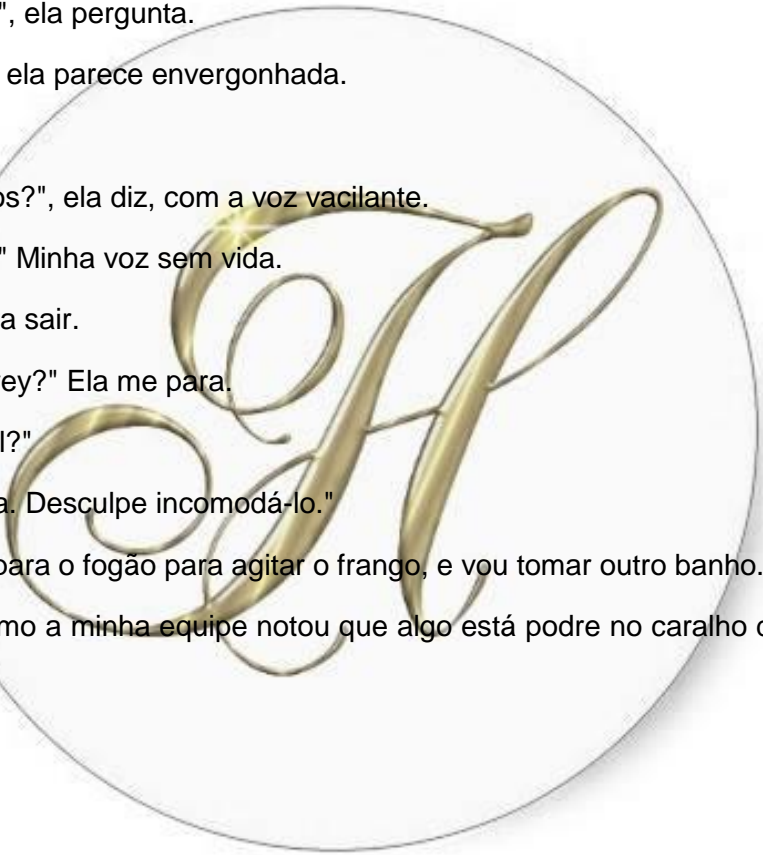 ", ela pergunta.
ela parece envergonhada.
os?", ela diz, com a voz vacilante.
" Minha voz sem vida.
a sair.
rey?" Ela me para.
l?"
a. Desculpe incomodá-lo."
para o fogão para agitar o frango, e vou tomar outro banho.
mo a minha equipe notou que algo está podre no caralho
H